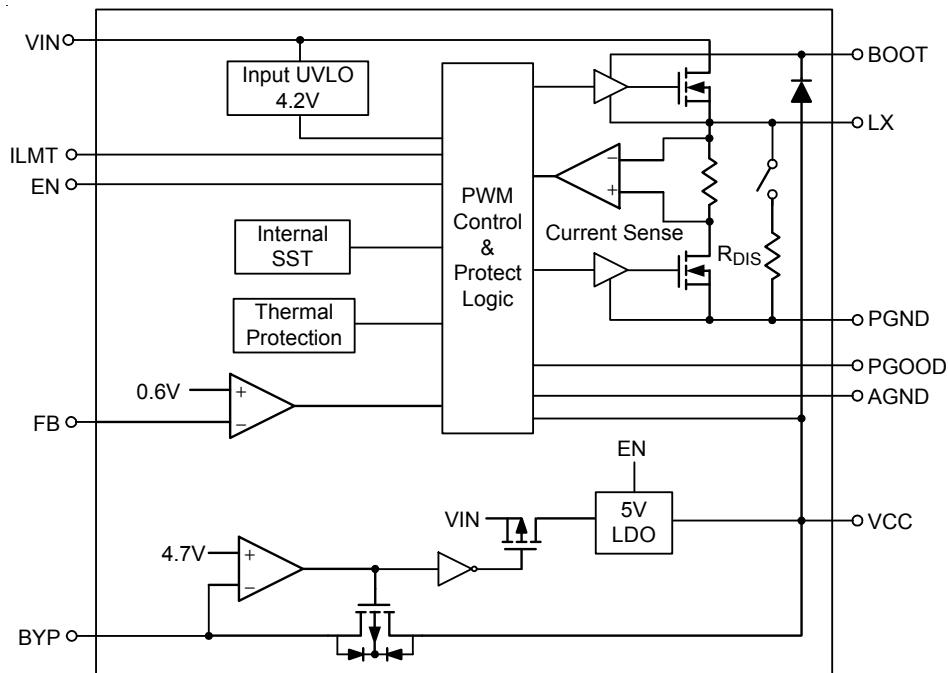 VIN
BOOT
Input UVLO
4.2V
LX
ILMT
EN
PWM
Control
&
Protect
Logic
−
+
Current Sense
RDIS
Internal
SST
Thermal
Protection
PGND
PGOOD
AGND
0.6V
+
−
FB
EN
VIN
5V
LDO
VCC
4.7V
+
−
BYP